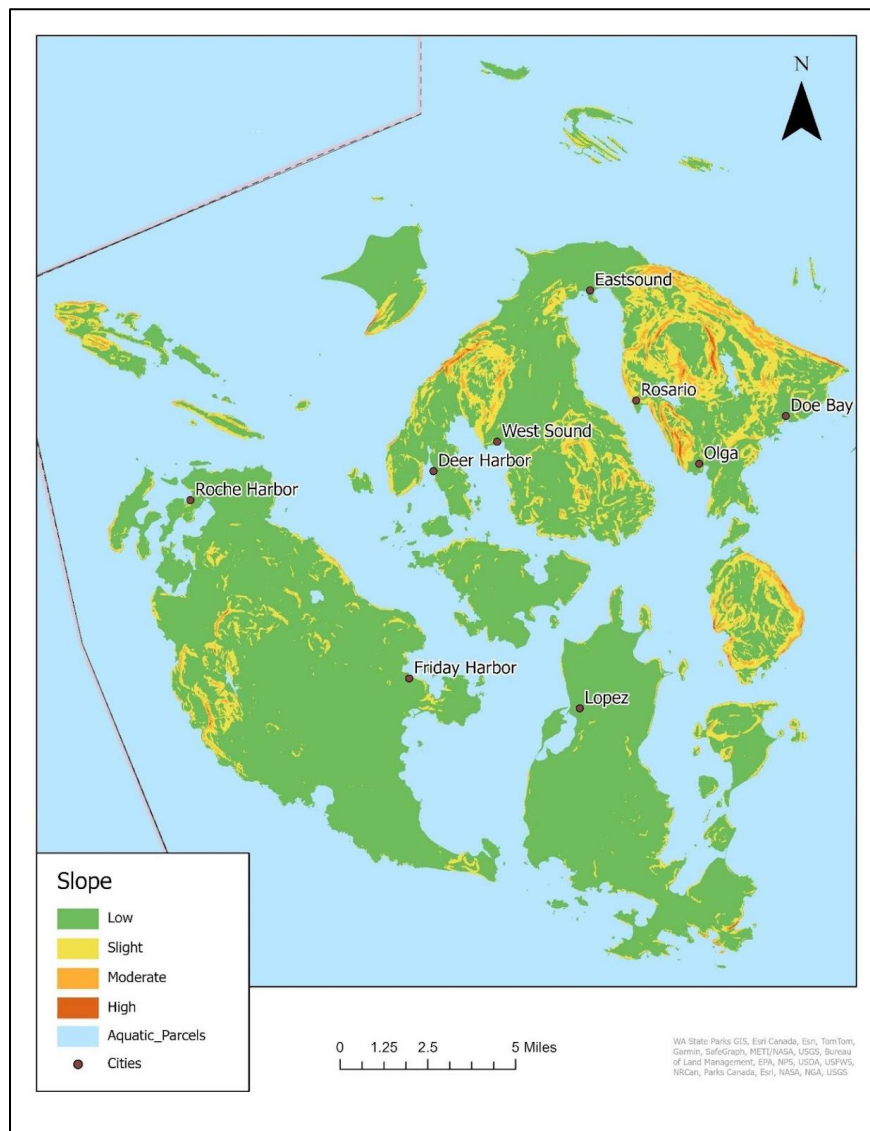 N
Eastsound
Rosario
Doe Bay
West Sound
Olga
Deer Harbor
Roche Harbor
Friday Harbor
Lopez
Slope
Low
Slight
Moderate
High
Aquatic_Parcels
Cities
0 1.25 2.5 5 Miles
WA State Parks GIS, Esri Canada, Esri, TomTom,
Garmin, SafeGraph, METI/NASA, USGS, Bureau
of Land Management, EPA, NPS, USDA, USFWS,
NRCan, Parks Canada, Esri, NASA, NGA, USGS